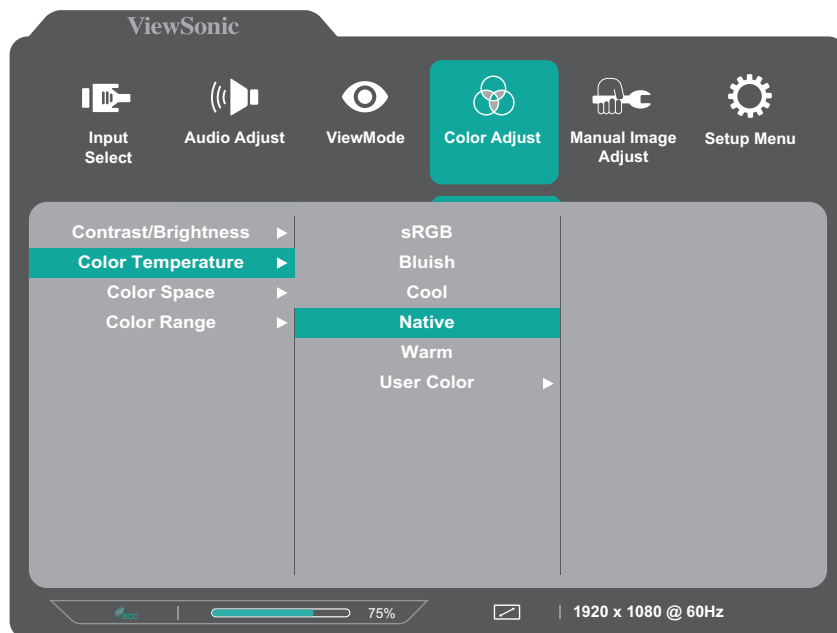 ViewSonic
Input
Select
Audio Adjust
ViewMode
Color Adjust
Manual Image
Adjust
Setup Menu
Contrast/Brightness
Color Temperature
Color Space
Color Range
sRGB
Bluish
Cool
Native
Warm
User Color
eco
75%
1920 x 1080 @ 60Hz